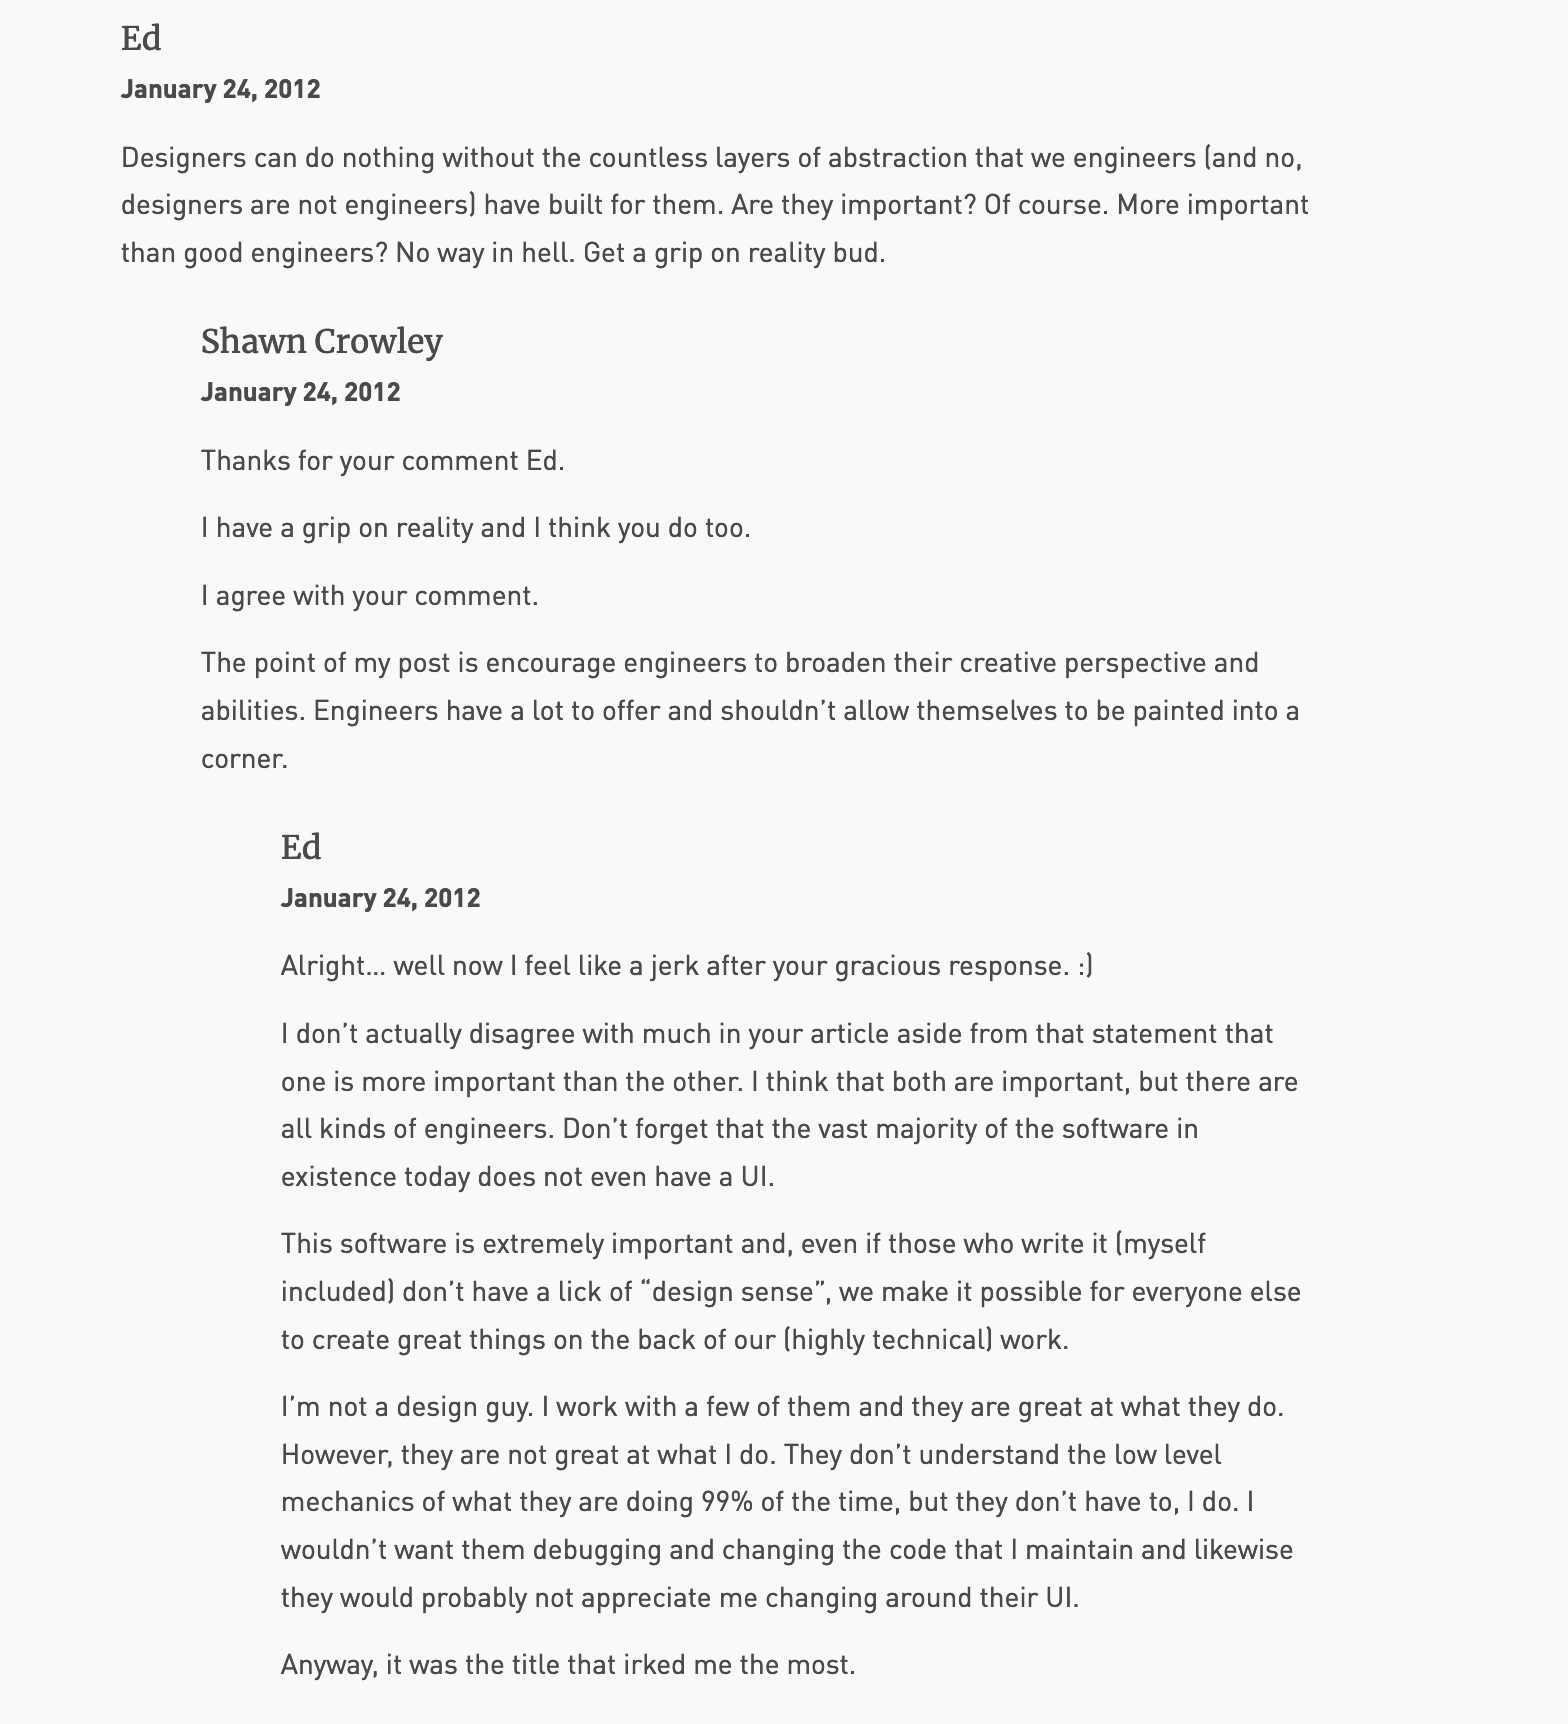 Ed
January 24, 2012
Designers can do nothing without the countless layers of abstraction that we engineers (and no,
designers are not engineers) have built for them. Are they important? Of course. More important
than good engineers? No way in hell. Get a grip on reality bud.
Shawn Crowley
January 24, 2012
Thanks for your comment Ed.
I have a grip on reality and I think you do too.
I agree with your comment.
The point of my post is encourage engineers to broaden their creative perspective and
abilities. Engineers have a lot to offer and shouldn’t allow themselves to be painted into a
corner.
Ed
January 24, 2012
Alright… well now I feel like a jerk after your gracious response. :)
I don’t actually disagree with much in your article aside from that statement that
one is more important than the other. I think that both are important, but there are
all kinds of engineers. Don’t forget that the vast majority of the software in
existence today does not even have a UI.
This software is extremely important and, even if those who write it (myself
included) don’t have a lick of “design sense”, we make it possible for everyone else
to create great things on the back of our (highly technical) work.
I’m not a design guy. I work with a few of them and they are great at what they do.
However, they are not great at what I do. They don’t understand the low level
mechanics of what they are doing 99% of the time, but they don’t have to, I do. I
wouldn’t want them debugging and changing the code that I maintain and likewise
they would probably not appreciate me changing around their UI.
Anyway, it was the title that irked me the most.